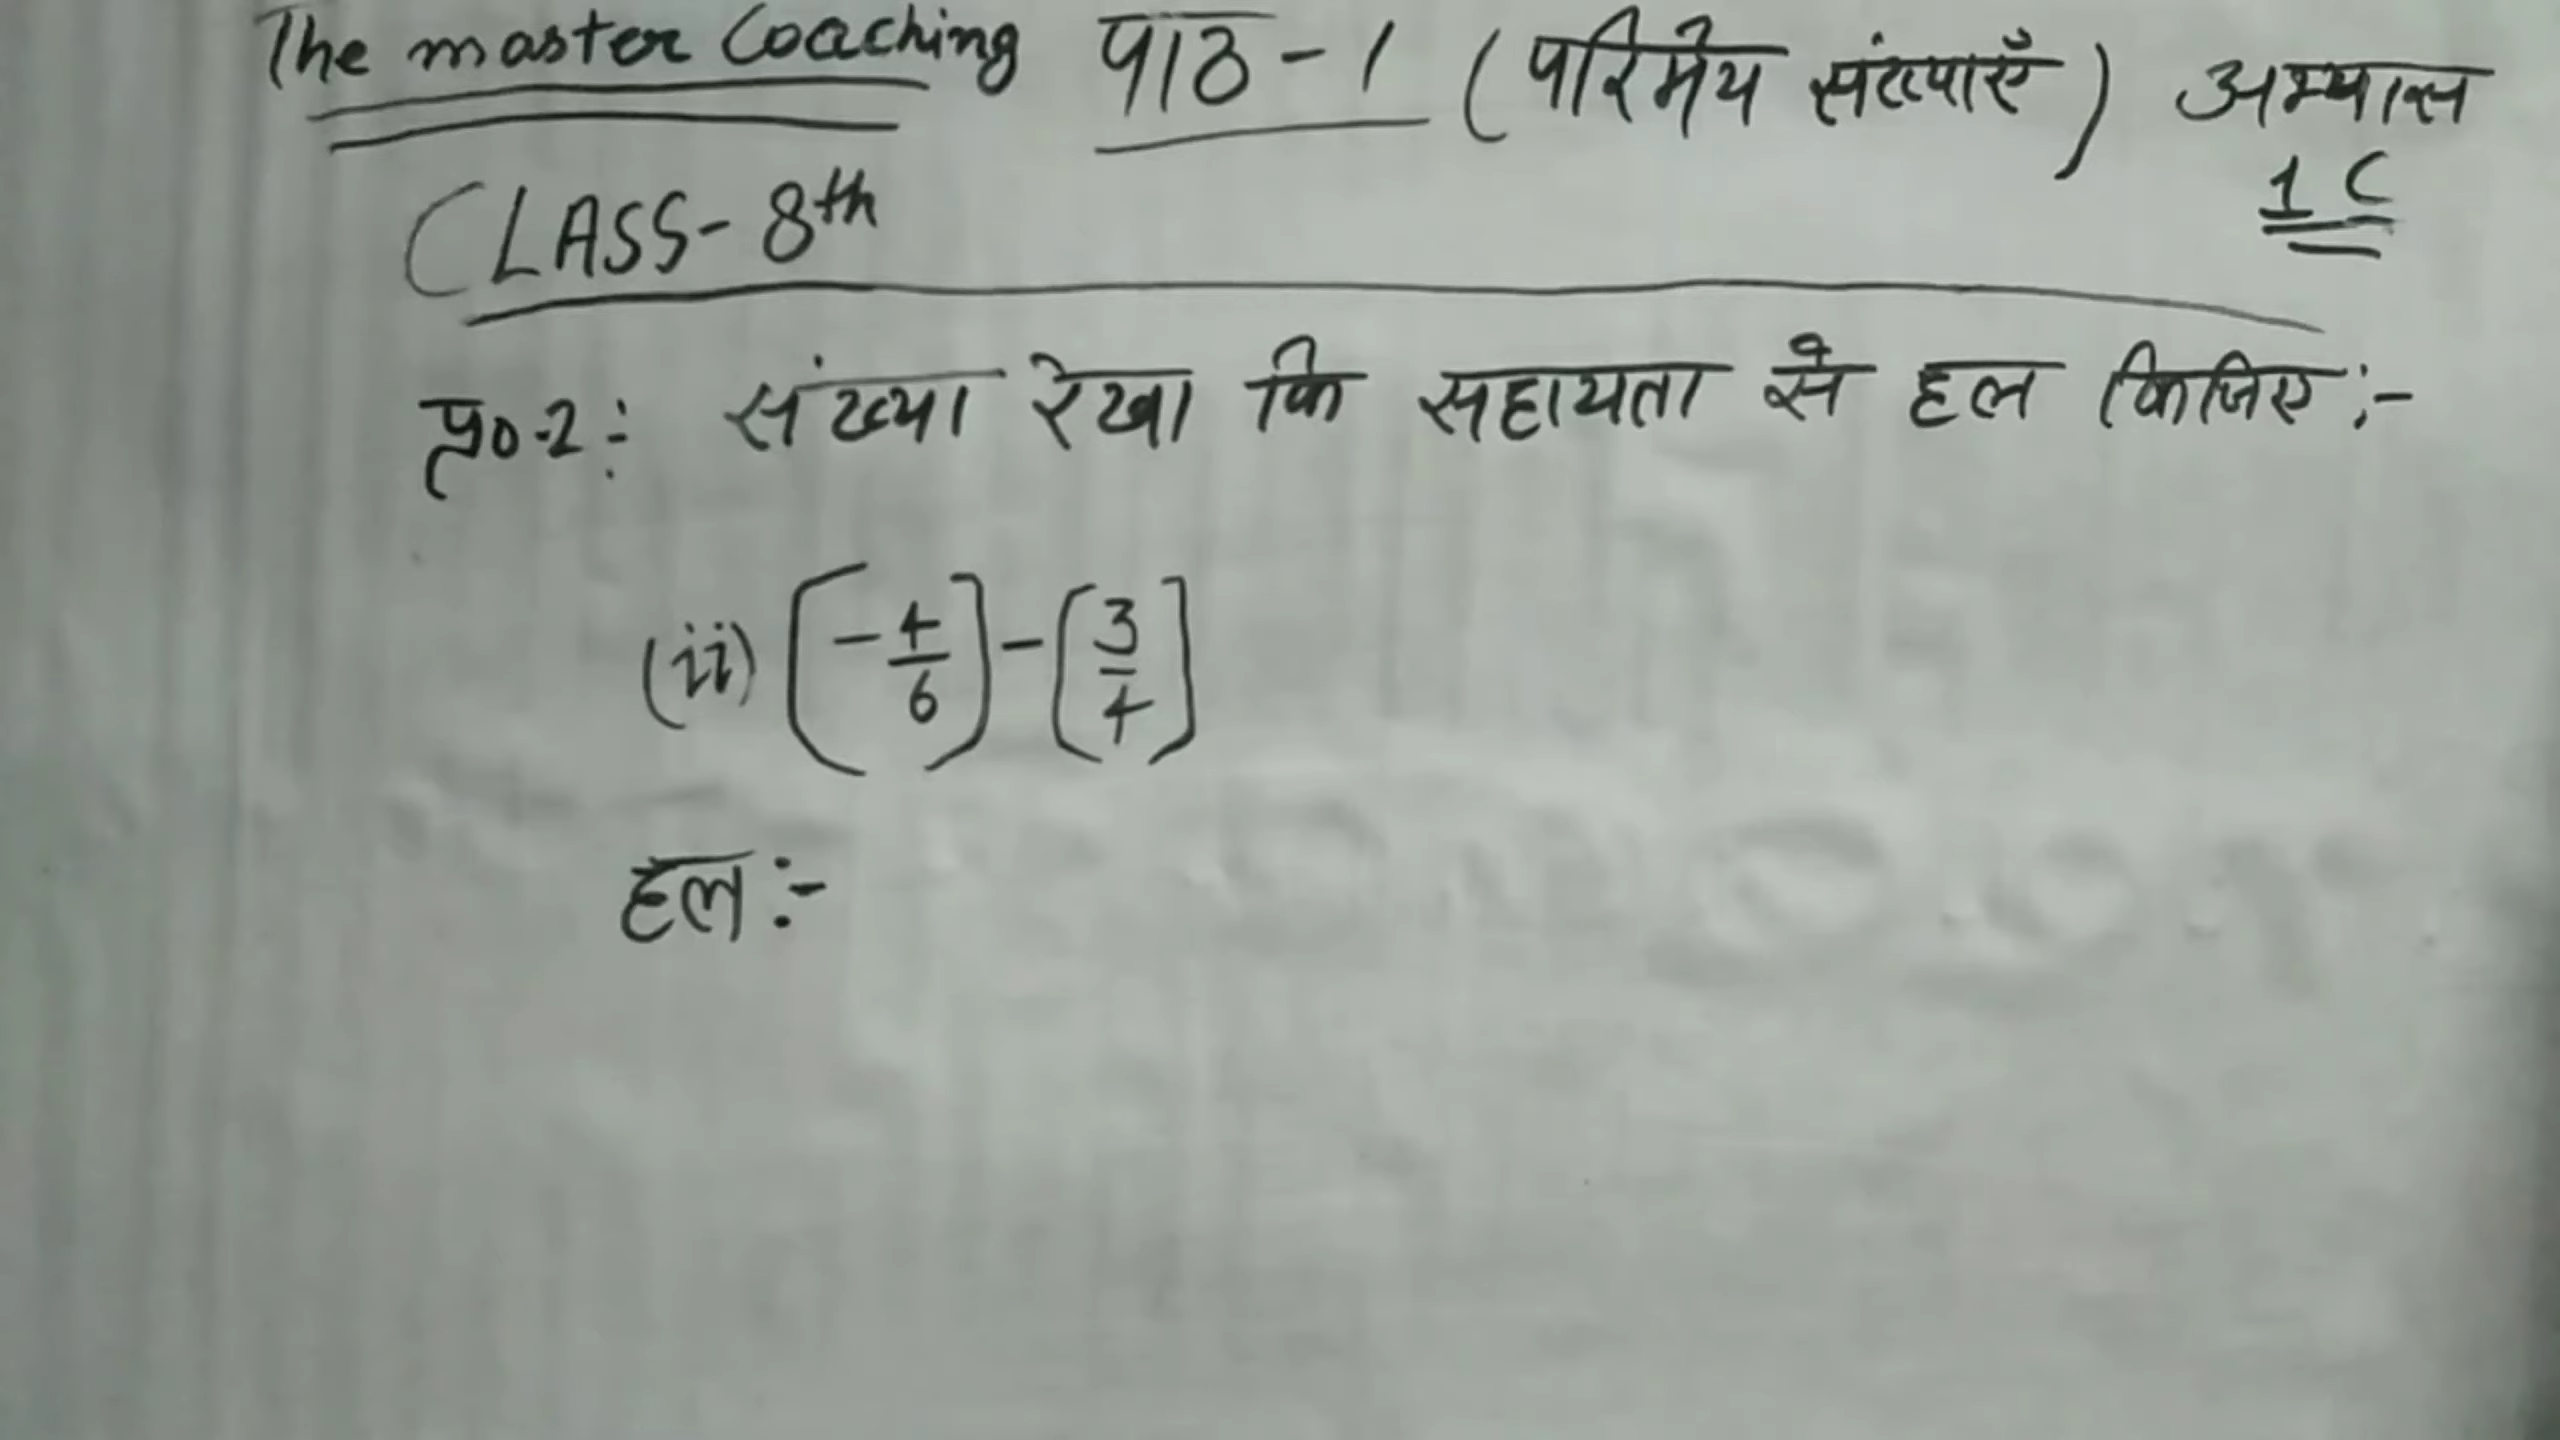 The master Coaching पाठ - 1 (परिमेय संख्याएँ) अभ्यास
1C
CLASS- 8th
प्र0-2:- संख्या रेखा कि सहायता से हल किजिए:-
(ii) [-4/6] - [3/4]
हल:-